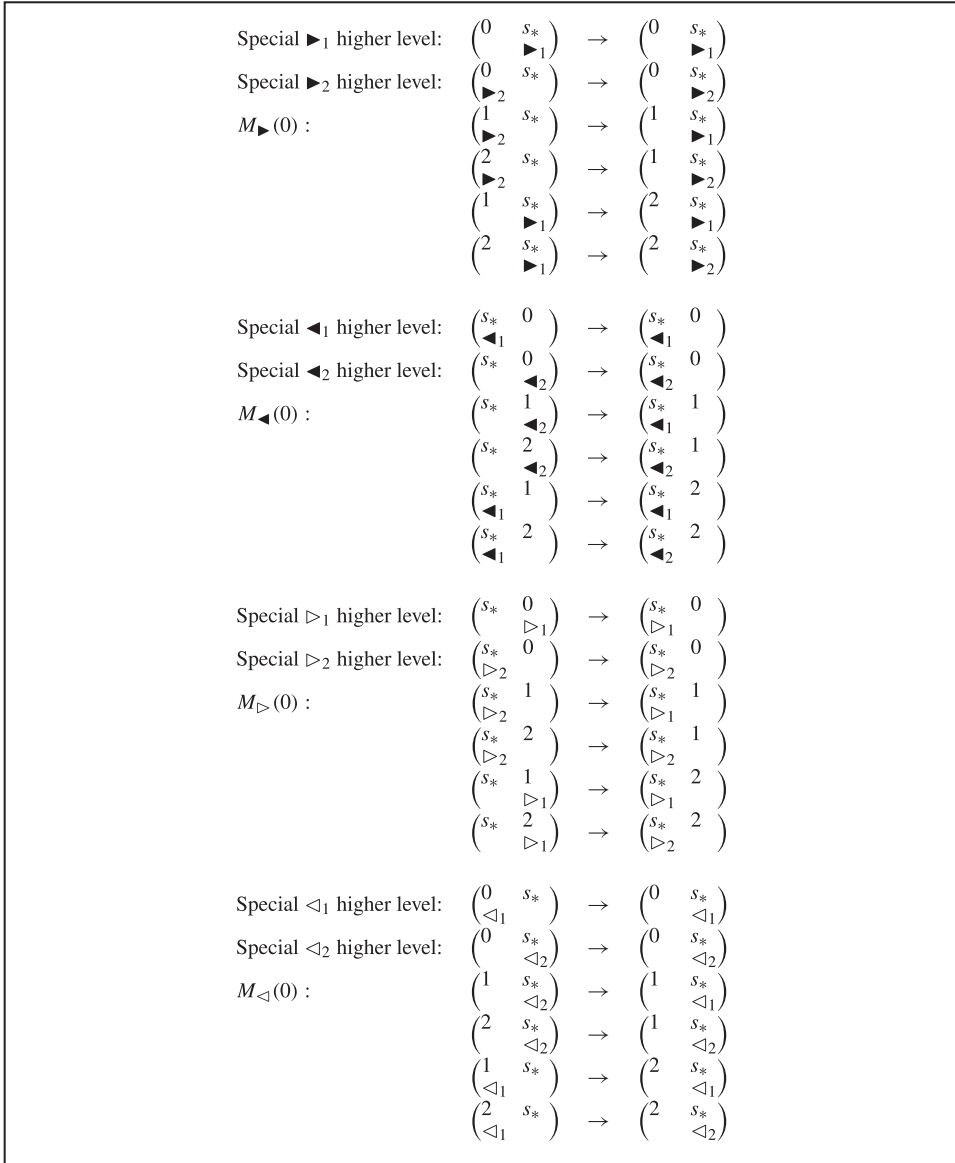 Special ►₁ higher level: (0 s∗ / ►₁) → (0 s∗ / ►₁)
Special ►₂ higher level: (0 s∗ / ►₂) → (0 s∗ / ►₂)
M►(0) : (1 s∗ / ►₂) → (1 s∗ / ►₁)
(2 s∗ / ►₂) → (1 s∗ / ►₂)
(1 s∗ / ►₁) → (2 s∗ / ►₁)
(2 s∗ / ►₁) → (2 s∗ / ►₂)
Special ◄₁ higher level: (s∗ 0 / ◄₁) → (s∗ 0 / ◄₁)
Special ◄₂ higher level: (s∗ 0 / ◄₂) → (s∗ 0 / ◄₂)
M◄(0) : (s∗ 1 / ◄₂) → (s∗ 1 / ◄₁)
(s∗ 2 / ◄₂) → (s∗ 1 / ◄₂)
(s∗ 1 / ◄₁) → (s∗ 2 / ◄₁)
(s∗ 2 / ◄₁) → (s∗ 2 / ◄₂)
Special ▷₁ higher level: (s∗ 0 / ▷₁) → (s∗ 0 / ▷₁)
Special ▷₂ higher level: (s∗ 0 / ▷₂) → (s∗ 0 / ▷₂)
M▷(0) : (s∗ 1 / ▷₂) → (s∗ 1 / ▷₁)
(s∗ 2 / ▷₂) → (s∗ 1 / ▷₂)
(s∗ 1 / ▷₁) → (s∗ 2 / ▷₁)
(s∗ 2 / ▷₁) → (s∗ 2 / ▷₂)
Special ◁₁ higher level: (0 s∗ / ◁₁) → (0 s∗ / ◁₁)
Special ◁₂ higher level: (0 s∗ / ◁₂) → (0 s∗ / ◁₂)
M◁(0) : (1 s∗ / ◁₂) → (1 s∗ / ◁₁)
(2 s∗ / ◁₂) → (1 s∗ / ◁₂)
(1 s∗ / ◁₁) → (2 s∗ / ◁₁)
(2 s∗ / ◁₁) → (2 s∗ / ◁₂)